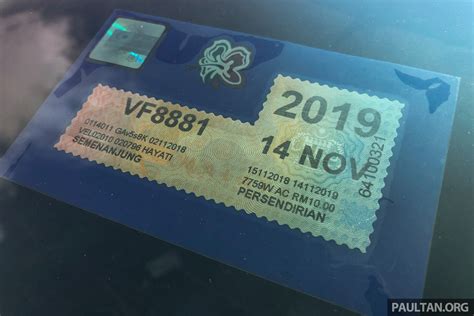 VF8881
0114011 GAv5s8K 02112018
VEL02019 020796 HAYATI
SEMENANJUNG
2019
14 NOV
15112018 14112019
7759W AC RM10.00
PERSENDIRIAN
641003321
PAULTAN.ORG